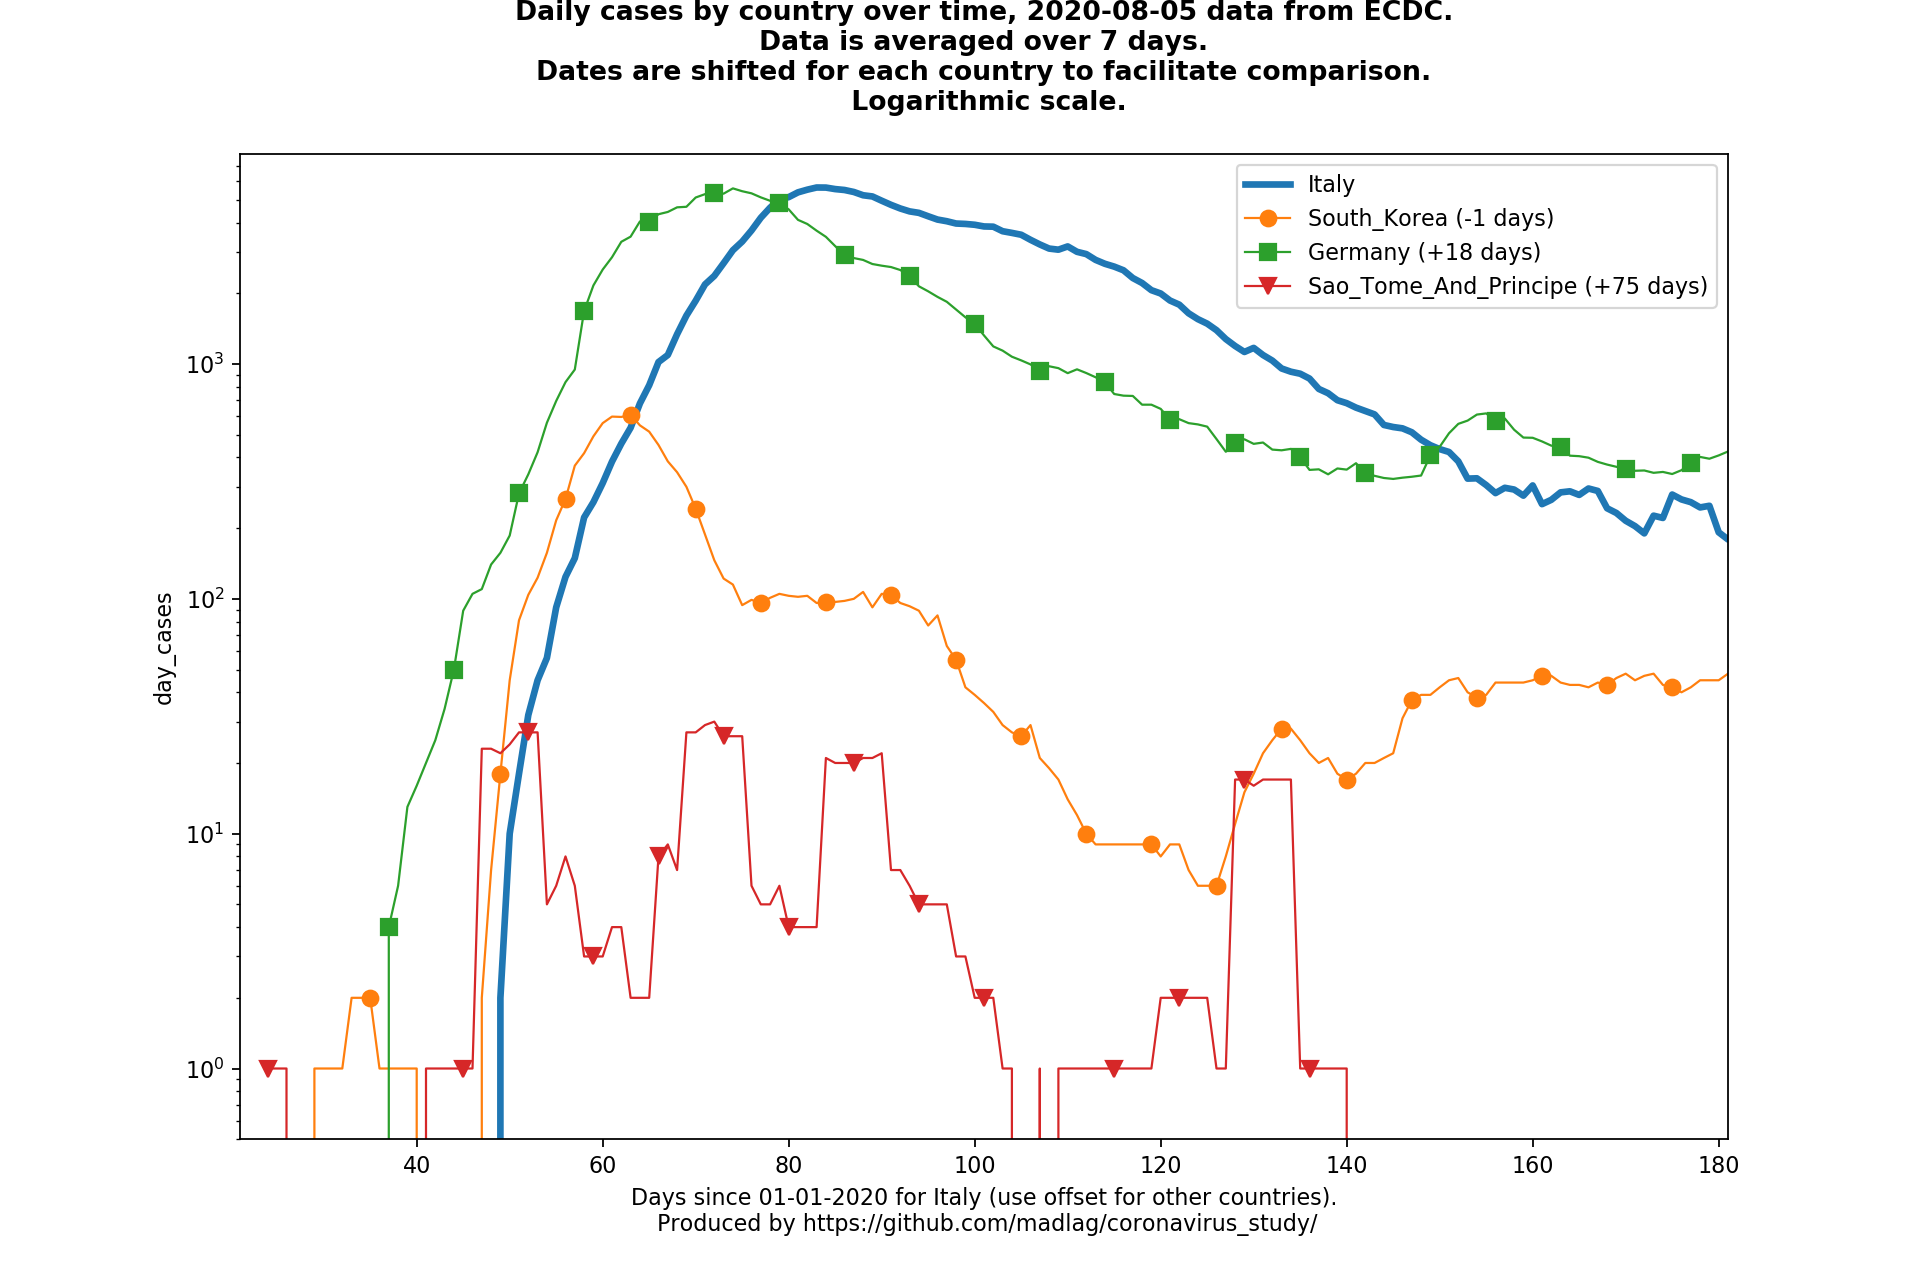 Daily cases by country over time, 2020-08-05 data from ECDC.
Data is averaged over 7 days.
Dates are shifted for each country to facilitate comparison.
Logarithmic scale.
Italy
South_Korea (-1 days)
Germany (+18 days)
Sao_Tome_And_Principe (+75 days)
10³
10²
10¹
10⁰
day_cases
40 60 80 100 120 140 160 180
Days since 01-01-2020 for Italy (use offset for other countries).
Produced by https://github.com/madlag/coronavirus_study/